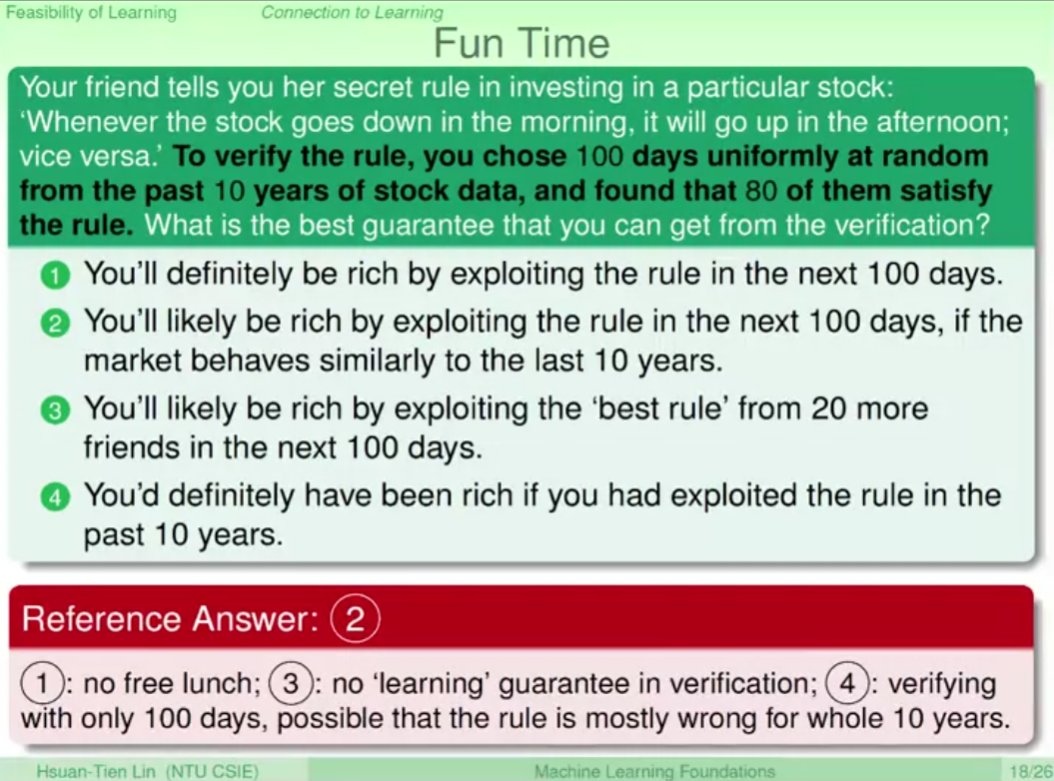 Feasibility of Learning Connection to Learning
Fun Time
Your friend tells you her secret rule in investing in a particular stock:
‘Whenever the stock goes down in the morning, it will go up in the afternoon;
vice versa.’ To verify the rule, you chose 100 days uniformly at random
from the past 10 years of stock data, and found that 80 of them satisfy
the rule. What is the best guarantee that you can get from the verification?
1 You’ll definitely be rich by exploiting the rule in the next 100 days.
2 You’ll likely be rich by exploiting the rule in the next 100 days, if the
market behaves similarly to the last 10 years.
3 You’ll likely be rich by exploiting the ‘best rule’ from 20 more
friends in the next 100 days.
4 You’d definitely have been rich if you had exploited the rule in the
past 10 years.
Reference Answer: 2
1: no free lunch; 3: no ‘learning’ guarantee in verification; 4: verifying
with only 100 days, possible that the rule is mostly wrong for whole 10 years.
Hsuan-Tien Lin (NTU CSIE) Machine Learning Foundations 18/26